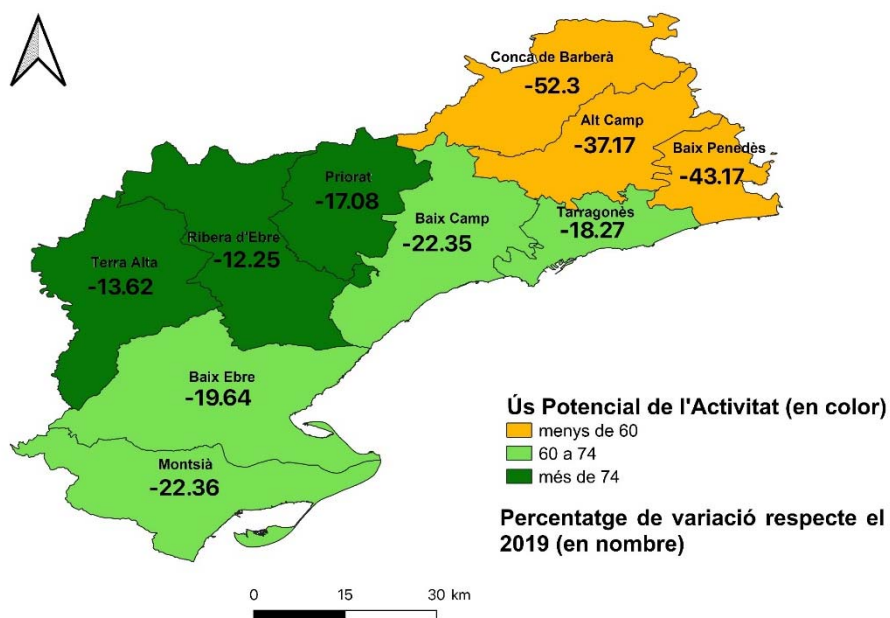 Conca de Barberà
-52.3
Alt Camp
-37.17
Baix Penedès
-43.17
Priorat
-17.08
Baix Camp
-22.35
Tarragonès
-18.27
Ribera d'Ebre
-12.25
Terra Alta
-13.62
Baix Ebre
-19.64
Montsià
-22.36
Ús Potencial de l'Activitat (en color)
menys de 60
60 a 74
més de 74
Percentatge de variació respecte el
2019 (en nombre)
0 15 30 km